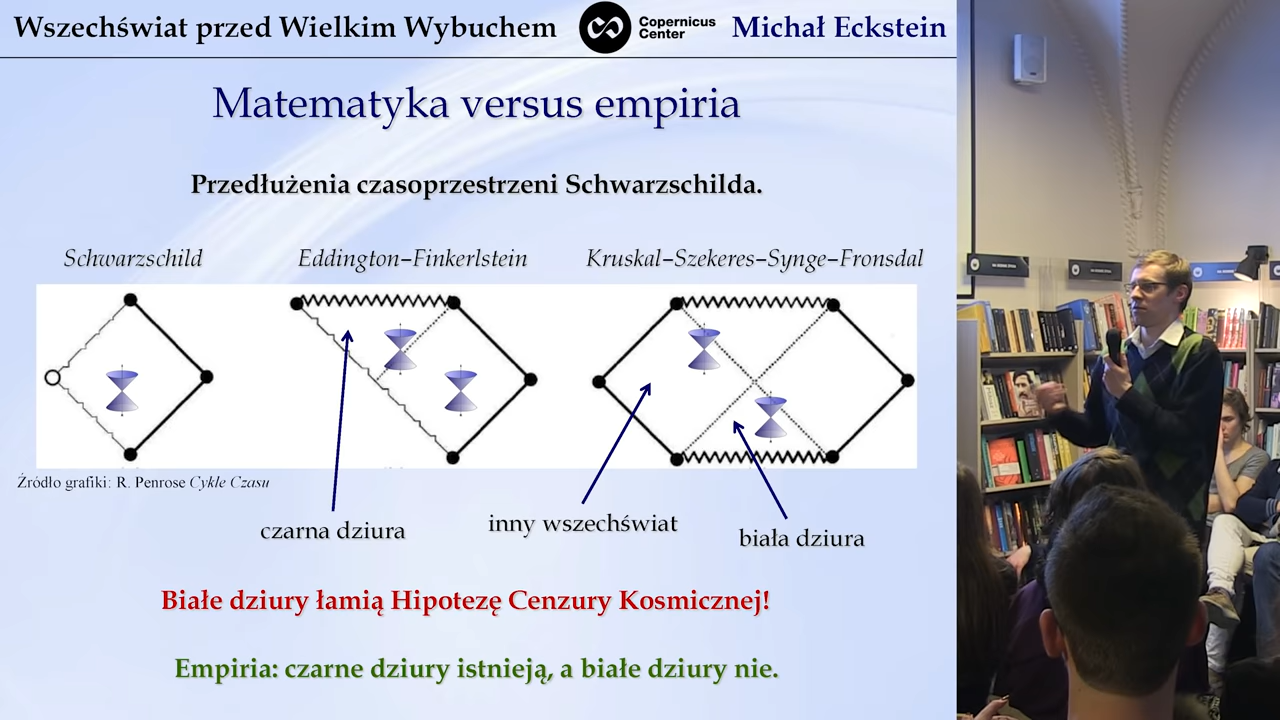 Wszechświat przed Wielkim Wybuchem
Copernicus
Center
Michał Eckstein
Matematyka versus empiria
Przedłużenia czasoprzestrzeni Schwarzschilda.
Schwarzschild
Eddington–Finkerlstein
Kruskal–Szekeres–Synge–Fronsdal
Źródło grafiki: R. Penrose Cykle Czasu
czarna dziura
inny wszechświat
biała dziura
Białe dziury łamią Hipotezę Cenzury Kosmicznej!
Empiria: czarne dziury istnieją, a białe dziury nie.